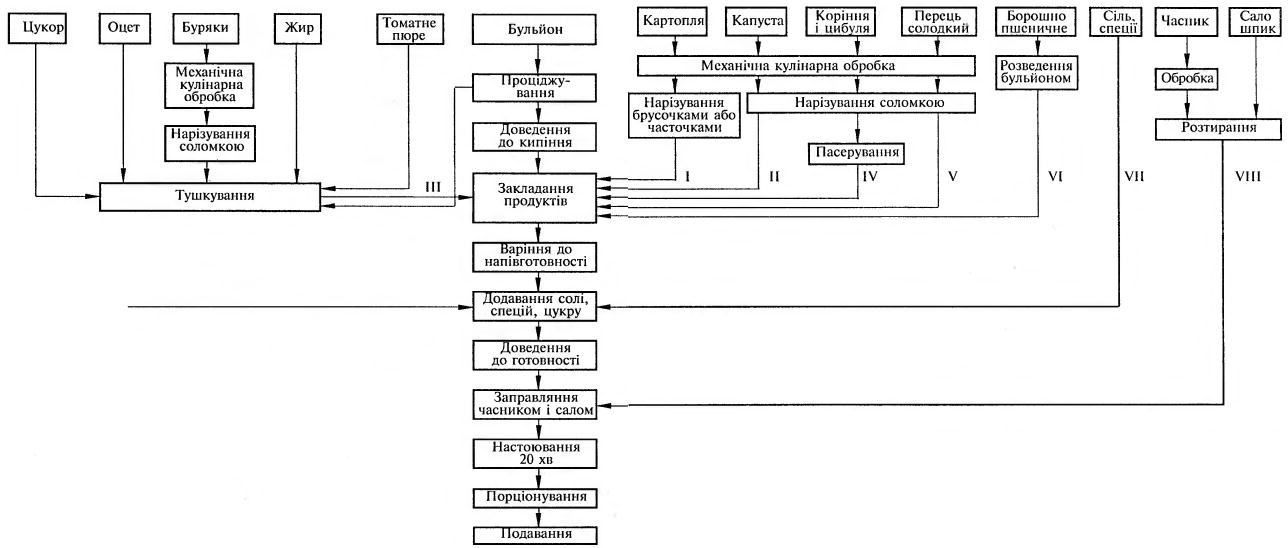 Цукор
Оцет
Буряки
Жир
Томатне
пюре
Бульйон
Картопля
Капуста
Коріння
і цибуля
Перець
солодкий
Борошно
пшеничне
Сіль,
спеції
Часник
Сало
шпик
Механічна
кулінарна
обробка
Проціджу-
вання
Механічна кулінарна обробка
Розведення
бульйоном
Обробка
Нарізування
соломкою
Доведення
до кипіння
Нарізування
брусочками або
часточками
Нарізування соломкою
Розтирання
Пасерування
Тушкування
III
Закладання
продуктів
I
II
IV
V
VI
VII
VIII
Варіння до
напівготовності
Додавання солі,
спецій, цукру
Доведення
до готовності
Заправляння
часником і салом
Настоювання
20 хв
Порціонування
Подавання